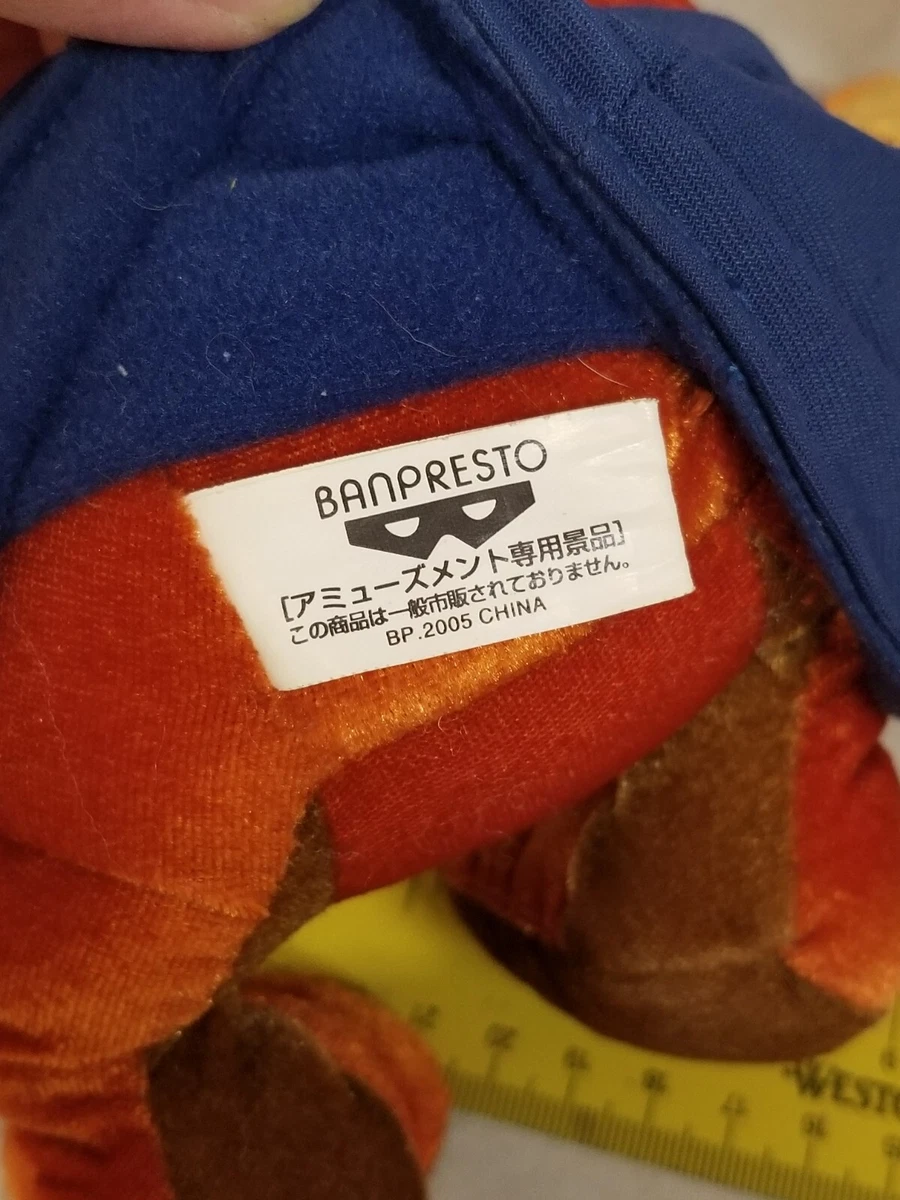 BANPRESTO
[アミューズメント専用景品]
この商品は一般市販されておりません。
BP.2005 CHINA
WESTC